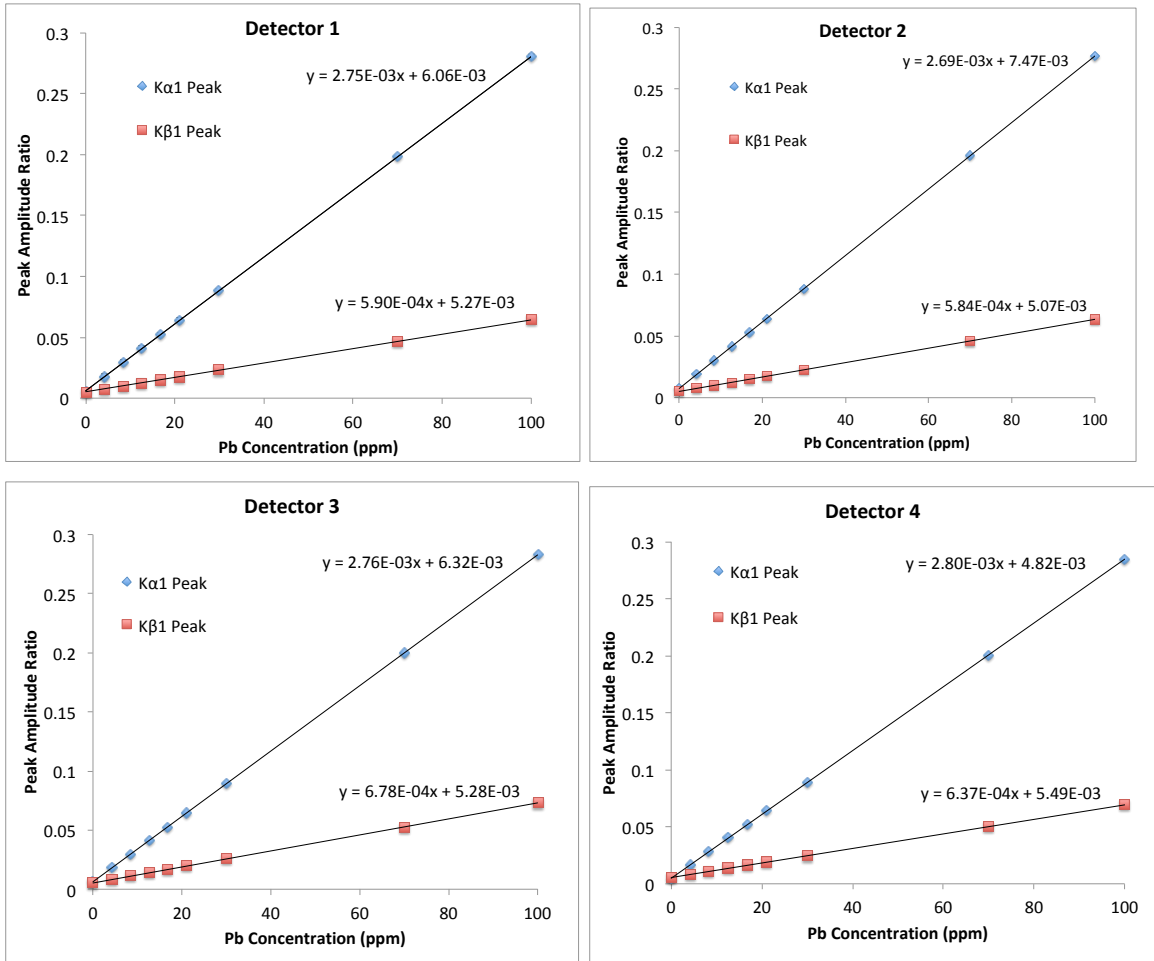 Detector 1
y = 2.75E-03x + 6.06E-03
Kα1 Peak
Kβ1 Peak
y = 5.90E-04x + 5.27E-03
Peak Amplitude Ratio
0.3
0.25
0.2
0.15
0.1
0.05
0
0 20 40 60 80 100
Pb Concentration (ppm)
Detector 2
y = 2.69E-03x + 7.47E-03
Kα1 Peak
Kβ1 Peak
y = 5.84E-04x + 5.07E-03
Peak Amplitude Ratio
0.3
0.25
0.2
0.15
0.1
0.05
0
0 20 40 60 80 100
Pb Concentration (ppm)
Detector 3
y = 2.76E-03x + 6.32E-03
Kα1 Peak
Kβ1 Peak
y = 6.78E-04x + 5.28E-03
Peak Amplitude Ratio
0.3
0.25
0.2
0.15
0.1
0.05
0
0 20 40 60 80 100
Pb Concentration (ppm)
Detector 4
y = 2.80E-03x + 4.82E-03
Kα1 Peak
Kβ1 Peak
y = 6.37E-04x + 5.49E-03
Peak Amplitude Ratio
0.3
0.25
0.2
0.15
0.1
0.05
0
0 20 40 60 80 100
Pb Concentration (ppm)